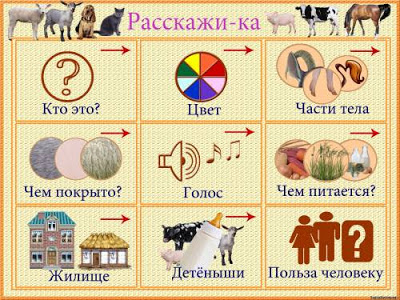 Расскажи-ка
Кто это?
Цвет
Части тела
Чем покрыто?
Голос
Чем питается?
Жилище
Детёныши
Польза человеку